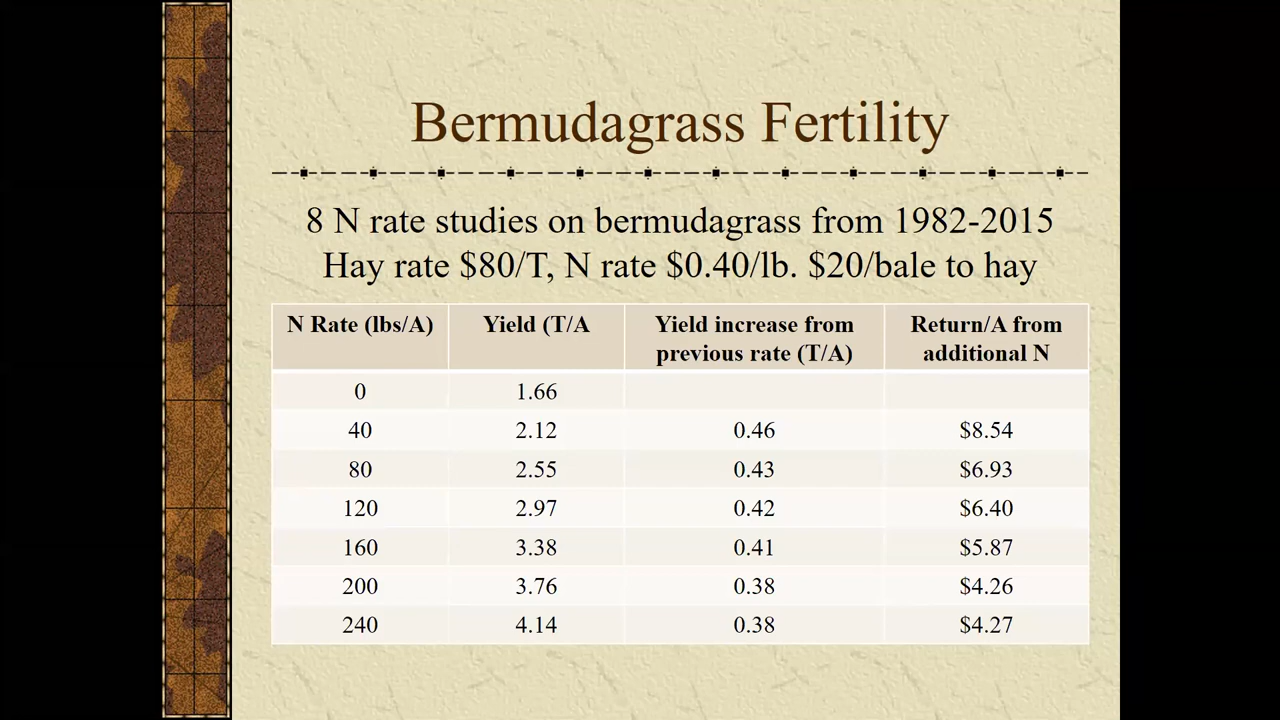 Bermudagrass Fertility
8 N rate studies on bermudagrass from 1982-2015
Hay rate $80/T, N rate $0.40/lb. $20/bale to hay
N Rate (lbs/A) Yield (T/A Yield increase from previous rate (T/A) Return/A from additional N
0 1.66
40 2.12 0.46 $8.54
80 2.55 0.43 $6.93
120 2.97 0.42 $6.40
160 3.38 0.41 $5.87
200 3.76 0.38 $4.26
240 4.14 0.38 $4.27